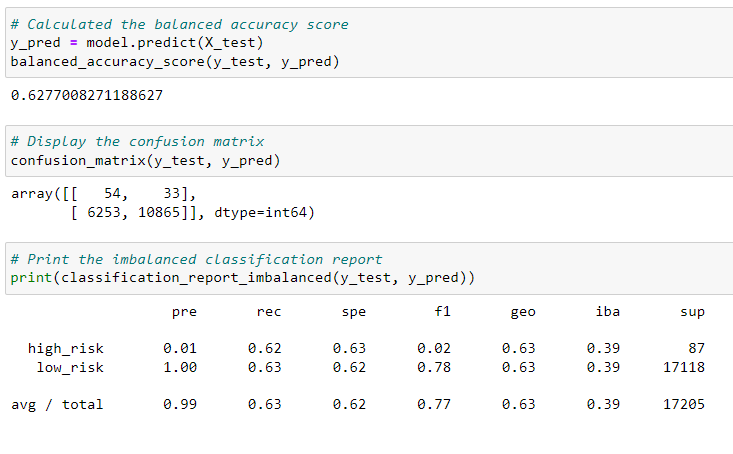 # Calculated the balanced accuracy score
y_pred = model.predict(X_test)
balanced_accuracy_score(y_test, y_pred)
0.6277008271188627
# Display the confusion matrix
confusion_matrix(y_test, y_pred)
array([[   54,    33],
       [ 6253, 10865]], dtype=int64)
# Print the imbalanced classification report
print(classification_report_imbalanced(y_test, y_pred))
                   pre       rec       spe        f1       geo       iba       sup
  high_risk       0.01      0.62      0.63      0.02      0.63      0.39        87
   low_risk       1.00      0.63      0.62      0.78      0.63      0.39     17118
avg / total       0.99      0.63      0.62      0.77      0.63      0.39     17205